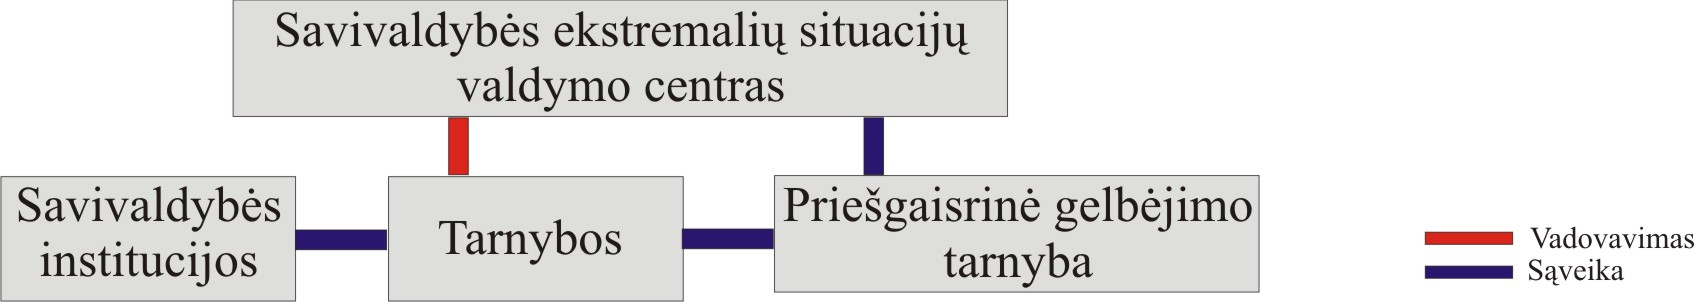 Savivaldybės ekstremalių situacijų
valdymo centras
Savivaldybės
institucijos
Tarnybos
Priešgaisrinė gelbėjimo
tarnyba
Vadovavimas
Sąveika